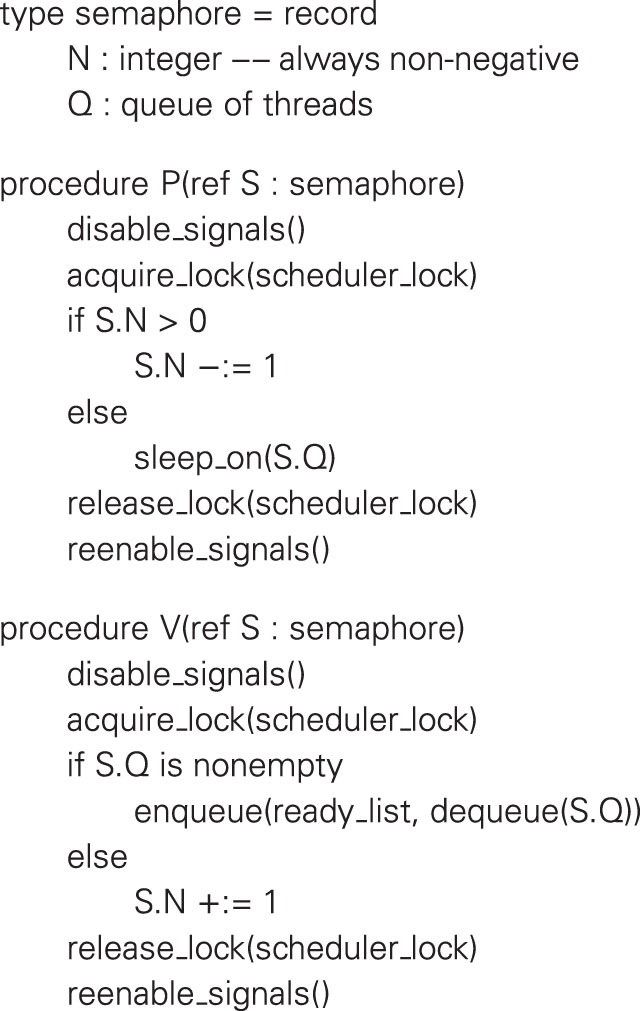 type semaphore = record
N : integer –– always non-negative
Q : queue of threads
procedure P(ref S : semaphore)
disable_signals()
acquire_lock(scheduler_lock)
if S.N > 0
S.N –:= 1
else
sleep_on(S.Q)
release_lock(scheduler_lock)
reenable_signals()
procedure V(ref S : semaphore)
disable_signals()
acquire_lock(scheduler_lock)
if S.Q is nonempty
enqueue(ready_list, dequeue(S.Q))
else
S.N +:= 1
release_lock(scheduler_lock)
reenable_signals()